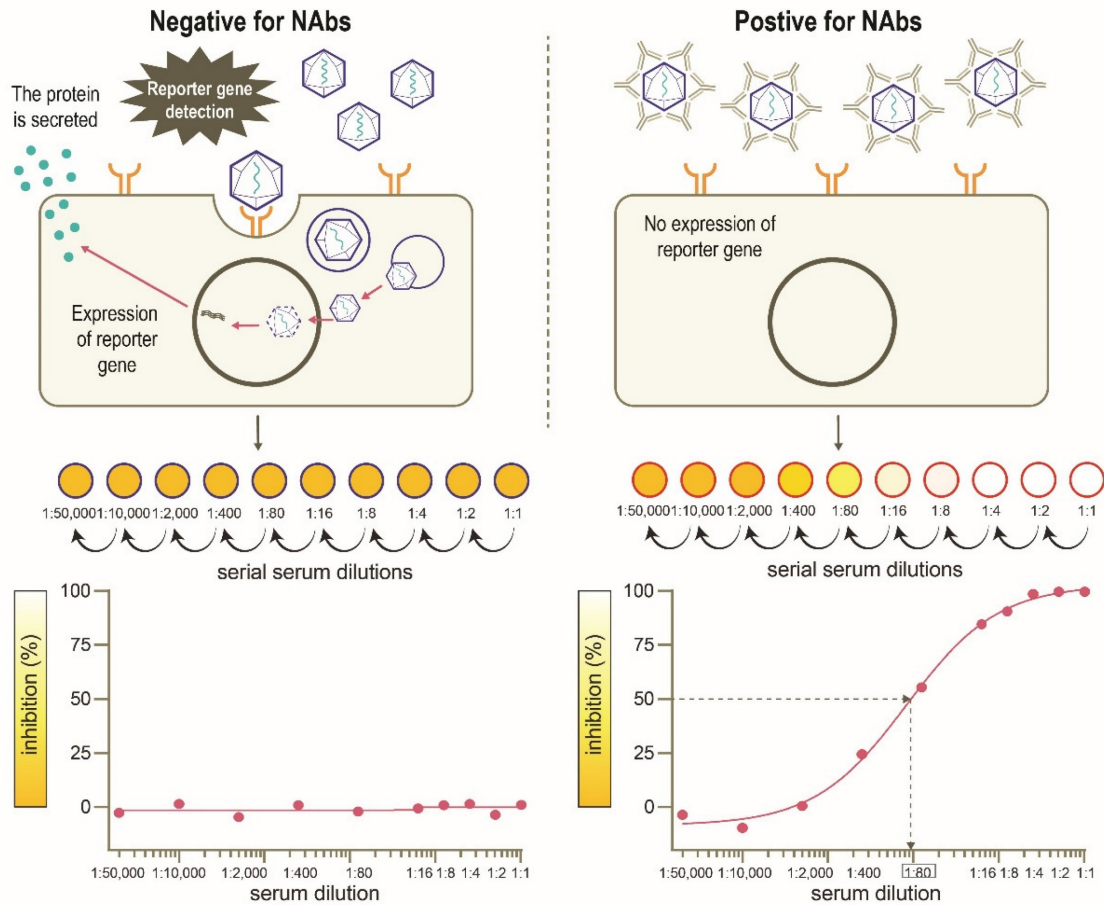 Negative for NAbs
The protein
is secreted
Reporter gene
detection
Expression
of reporter
gene
1:50,000 1:10,000 1:2,000 1:400 1:80 1:16 1:8 1:4 1:2 1:1
serial serum dilutions
inhibition (%)
100
75
50
25
0
1:50,000 1:10,000 1:2,000 1:400 1:80 1:16 1:8 1:4 1:2 1:1
serum dilution
Postive for NAbs
No expression of
reporter gene
1:50,000 1:10,000 1:2,000 1:400 1:80 1:16 1:8 1:4 1:2 1:1
serial serum dilutions
inhibition (%)
100
75
50
25
0
1:50,000 1:10,000 1:2,000 1:400 1:80 1:16 1:8 1:4 1:2 1:1
serum dilution